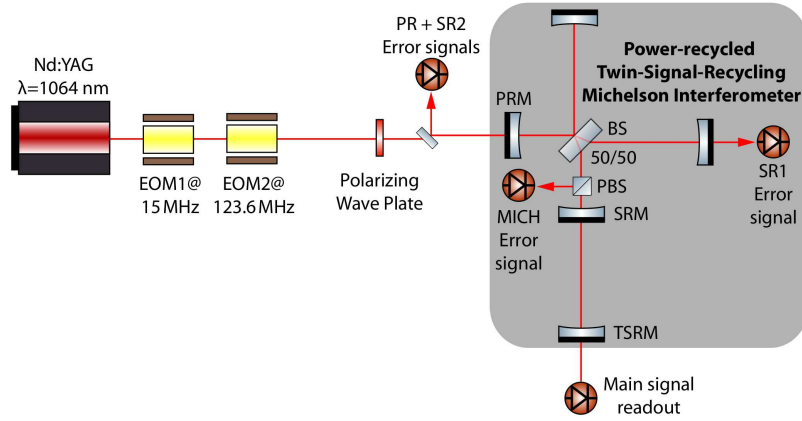 Nd:YAG
λ=1064 nm
EOM1@
15 MHz
EOM2@
123.6 MHz
Polarizing
Wave Plate
PR + SR2
Error signals
PRM
Power-recycled
Twin-Signal-Recycling
Michelson Interferometer
BS
50/50
PBS
MICH
Error
signal
SRM
SR1
Error
signal
TSRM
Main signal
readout